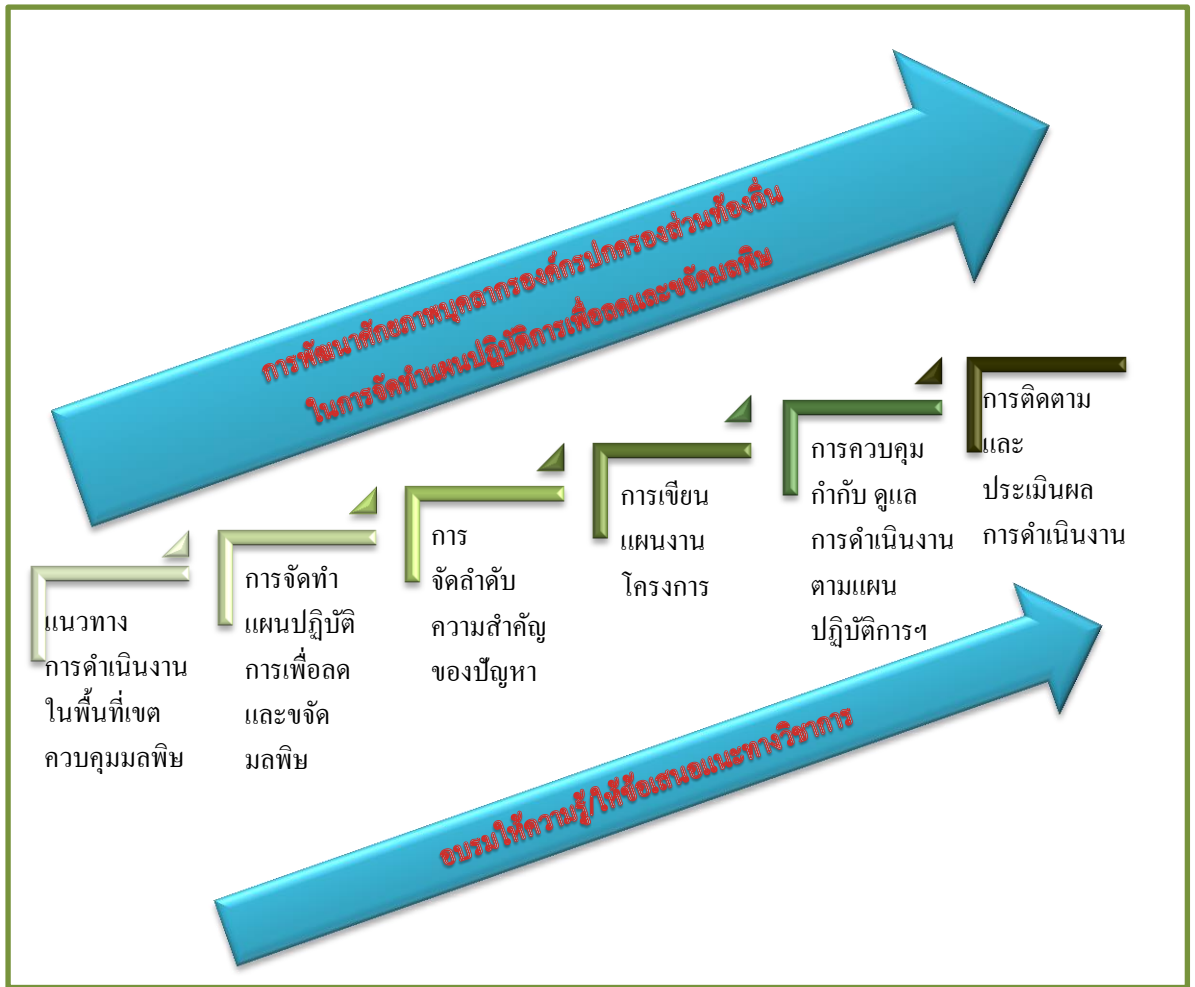 การพัฒนาศักยภาพบุคลากรองค์กรปกครองส่วนท้องถิ่น
ในการจัดทำแผนปฏิบัติการเพื่อลดและขจัดมลพิษ
แนวทาง
การดำเนินงาน
ในพื้นที่เขต
ควบคุมมลพิษ
การจัดทำ
แผนปฏิบัติ
การเพื่อลด
และขจัด
มลพิษ
การ
จัดลำดับ
ความสำคัญ
ของปัญหา
การเขียน
แผนงาน
โครงการ
การควบคุม
กำกับ ดูแล
การดำเนินงาน
ตามแผน
ปฏิบัติการฯ
การติดตาม
และ
ประเมินผล
การดำเนินงาน
อบรมให้ความรู้/ให้ข้อเสนอแนะทางวิชาการ